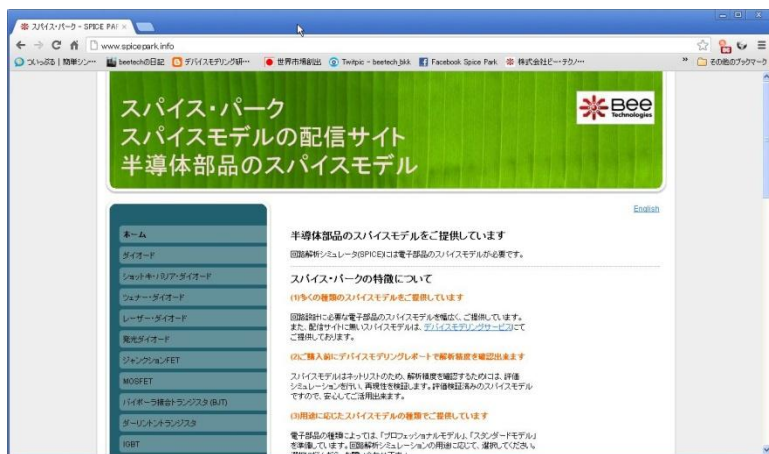 スパイス・パーク - SPICE PAR
www.spicepark.info
ついっぷる | 簡単シン…
beetechの日記
デバイスモデリング研…
世界市場創出
Twitpic - beetech_bkk
Facebook Spice Park
株式会社ビー・テクノ…
»
その他のブックマーク
スパイス・パーク
スパイスモデルの配信サイト
半導体部品のスパイスモデル
Bee
Technologies
English
ホーム
ダイオード
ショットキ・バリア・ダイオード
ツェナー・ダイオード
レーザー・ダイオード
発光ダイオード
ジャンクションFET
MOSFET
バイポーラ接合トランジスタ (BJT)
ダーリントントランジスタ
IGBT
半導体部品のスパイスモデルをご提供しています
回路解析シミュレータ(SPICE)には電子部品のスパイスモデルが必要です。
スパイス・パークの特徴について
(1)多くの種類のスパイスモデルをご提供しています
回路設計に必要な電子部品のスパイスモデルを幅広く、ご提供しています。
また、配信サイトに無いスパイスモデルは、デバイスモデリングサービスにて
ご提供しております。
(2)ご購入前にデバイスモデリングレポートで解析精度を確認出来ます
スパイスモデルはネットリストのため、解析精度を確認するためには、評価
シミュレーションを行い、再現性を検証します。評価検証済みのスパイスモデル
ですので、安心してご活用出来ます。
(3)用途に応じたスパイスモデルの種類でご提供しています
電子部品の種類によっては、「プロフェッショナルモデル」、「スタンダードモデル」
を準備しています。回路解析シミュレーションの用途に応じて、選択してください。